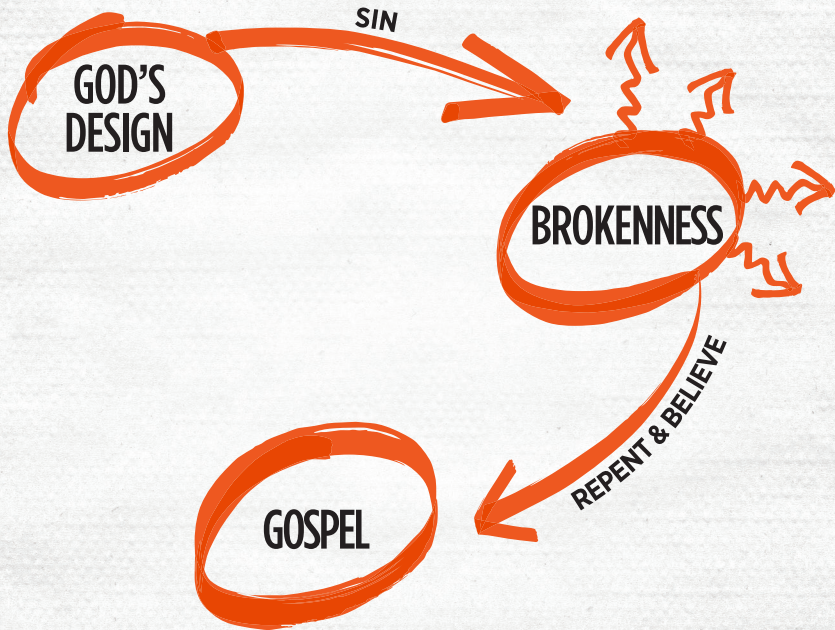 SIN
GOD'S
DESIGN
BROKENNESS
REPENT & BELIEVE
GOSPEL